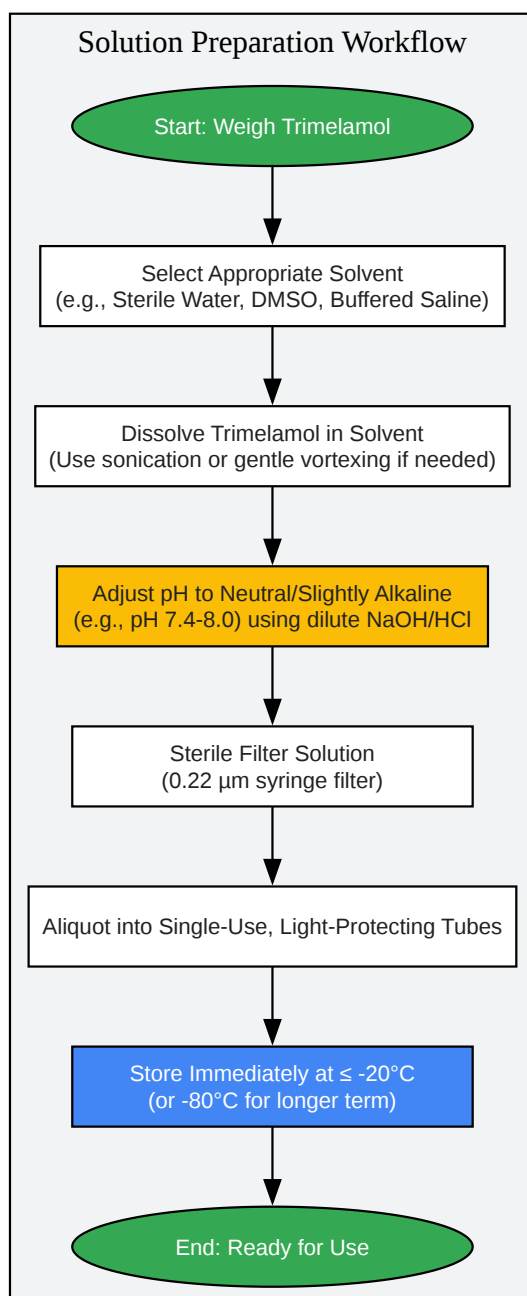 Solution Preparation Workflow
Start: Weigh Trimelamol
Select Appropriate Solvent
(e.g., Sterile Water, DMSO, Buffered Saline)
Dissolve Trimelamol in Solvent
(Use sonication or gentle vortexing if needed)
Adjust pH to Neutral/Slightly Alkaline
(e.g., pH 7.4-8.0) using dilute NaOH/HCl
Sterile Filter Solution
(0.22 µm syringe filter)
Aliquot into Single-Use, Light-Protecting Tubes
Store Immediately at ≤ -20°C
(or -80°C for longer term)
End: Ready for Use